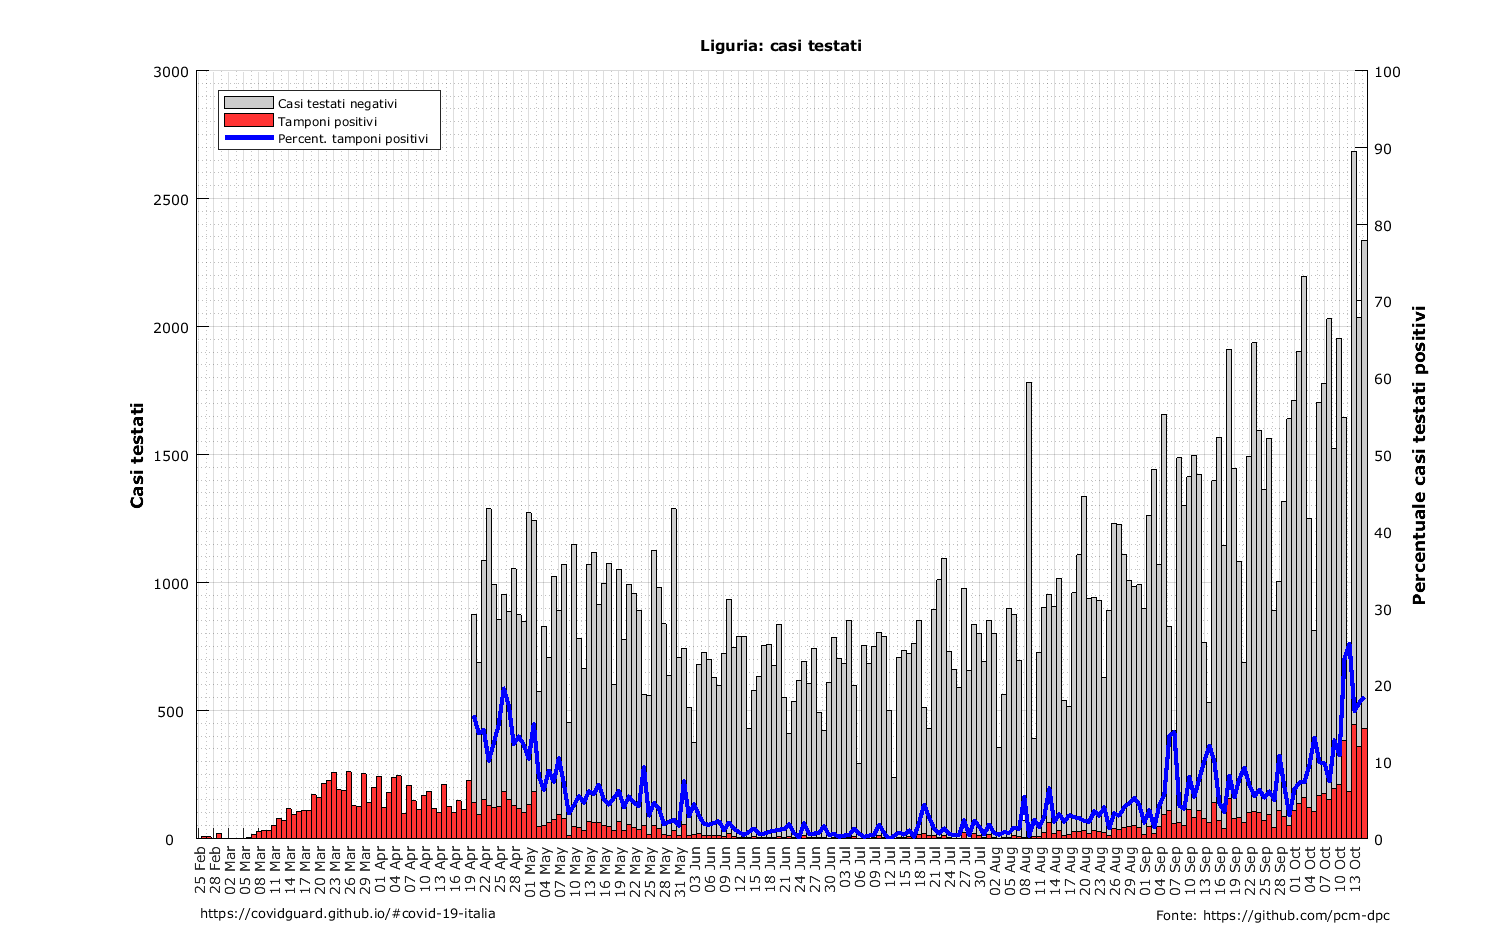 Liguria: casi testati
Casi testati negativi
Tamponi positivi
Percent. tamponi positivi
Casi testati
3000
2500
2000
1500
1000
500
0
Percentuale casi testati positivi
100
90
80
70
60
50
40
30
20
10
0
25 Feb
28 Feb
02 Mar
05 Mar
08 Mar
11 Mar
14 Mar
17 Mar
20 Mar
23 Mar
26 Mar
29 Mar
01 Apr
04 Apr
07 Apr
10 Apr
13 Apr
16 Apr
19 Apr
22 Apr
25 Apr
28 Apr
01 May
04 May
07 May
10 May
13 May
16 May
19 May
22 May
25 May
28 May
31 May
03 Jun
06 Jun
09 Jun
12 Jun
15 Jun
18 Jun
21 Jun
24 Jun
27 Jun
30 Jun
03 Jul
06 Jul
09 Jul
12 Jul
15 Jul
18 Jul
21 Jul
24 Jul
27 Jul
30 Jul
02 Aug
05 Aug
08 Aug
11 Aug
14 Aug
17 Aug
20 Aug
23 Aug
26 Aug
29 Aug
01 Sep
04 Sep
07 Sep
10 Sep
13 Sep
16 Sep
19 Sep
22 Sep
25 Sep
28 Sep
01 Oct
04 Oct
07 Oct
10 Oct
13 Oct
https://covidguard.github.io/#covid-19-italia
Fonte: https://github.com/pcm-dpc